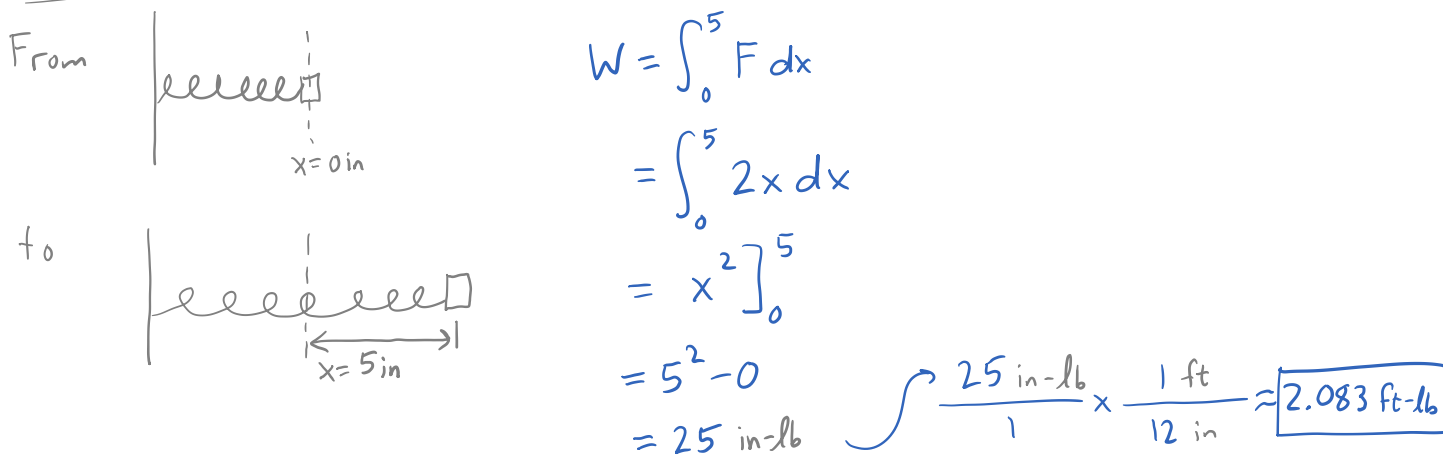 From
x=0in
to
x=5in
W = ∫₀⁵ F dx
= ∫₀⁵ 2x dx
= x²]₀⁵
= 5² - 0
= 25 in-lb
25 in-lb / 1 × 1 ft / 12 in ≈ 2.083 ft-lb